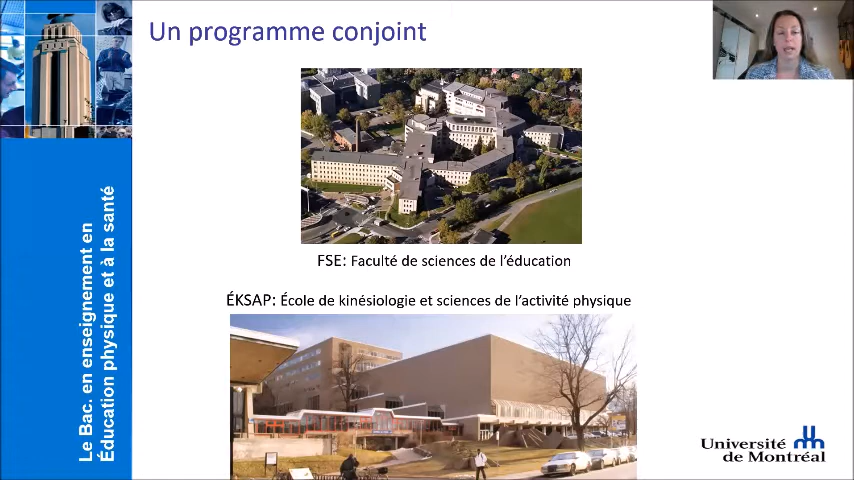 Un programme conjoint
FSE: Faculté de sciences de l'éducation
ÉKSAP: École de kinésiologie et sciences de l'activité physique
Le Bac. en enseignement en
Éducation physique et à la santé
Université
de Montréal